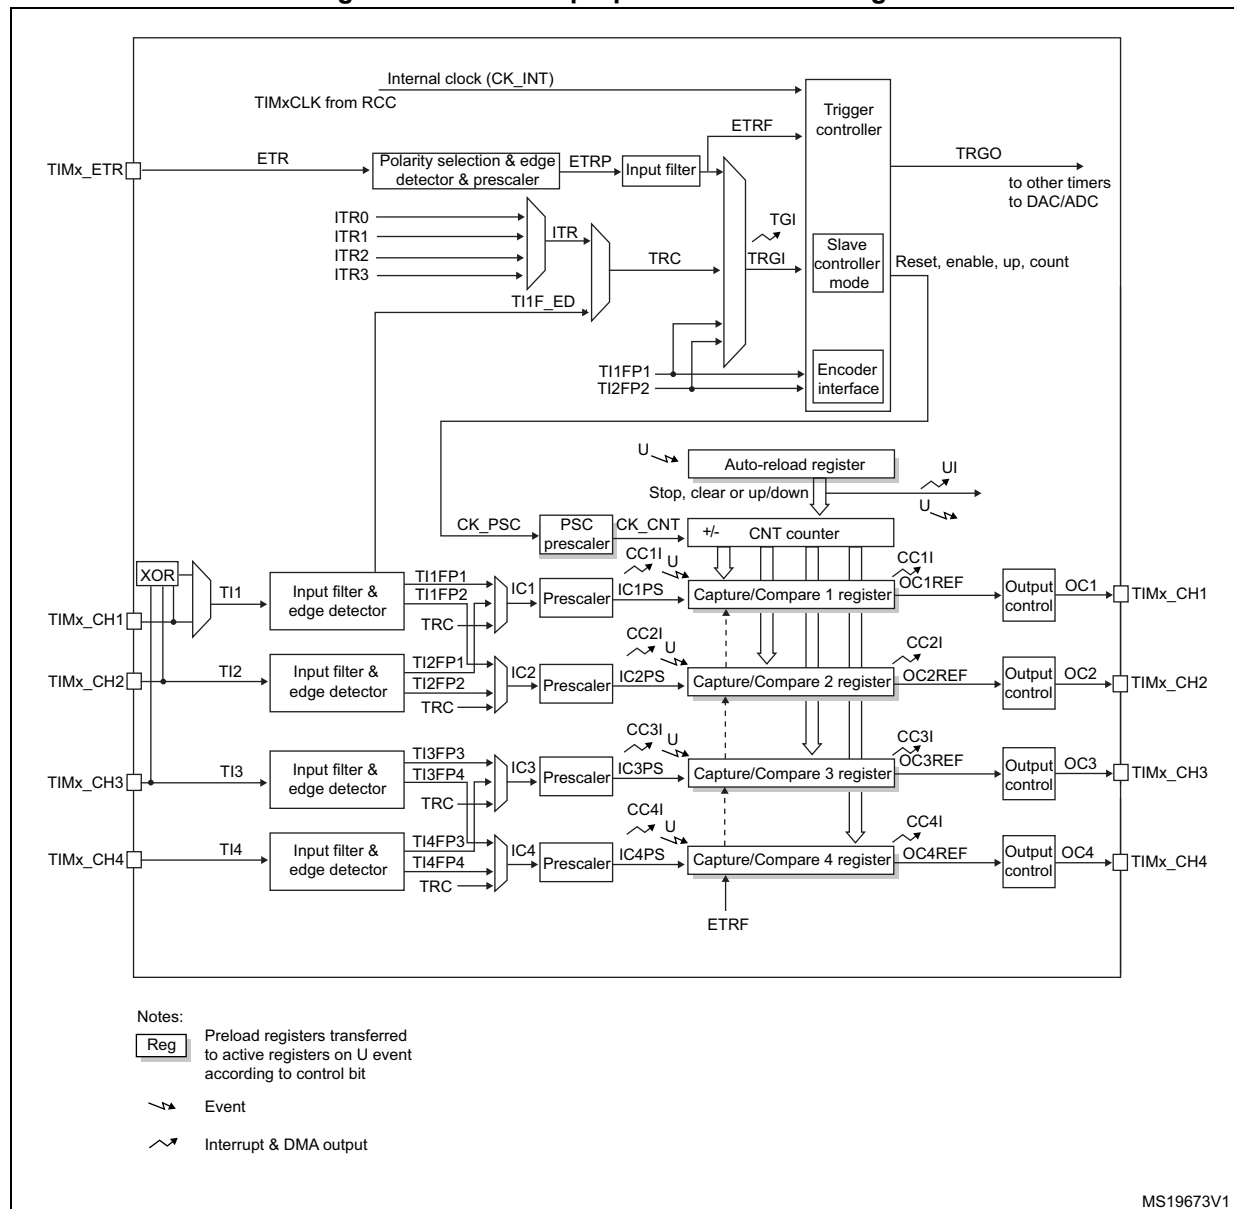 Internal clock (CK_INT)
TIMxCLK from RCC
Trigger
controller
ETRF
TIMx_ETR
ETR
Polarity selection & edge
detector & prescaler
ETRP
Input filter
TRGO
to other timers
to DAC/ADC
ITR0
ITR1
ITR2
ITR3
ITR
TRC
TGI
TRGI
Slave
controller
mode
Reset, enable, up, count
TI1F_ED
TI1FP1
TI2FP2
Encoder
interface
U
Auto-reload register
Stop, clear or up/down
UI
U
CK_PSC
PSC
prescaler
CK_CNT
+/-
CNT counter
XOR
TI1
TIMx_CH1
Input filter &
edge detector
TI1FP1
TI1FP2
TRC
IC1
Prescaler
IC1PS
CC1I
U
Capture/Compare 1 register
CC1I
OC1REF
Output
control
OC1
TIMx_CH1
TIMx_CH2
TI2
Input filter &
edge detector
TI2FP1
TI2FP2
TRC
IC2
Prescaler
IC2PS
CC2I
U
Capture/Compare 2 register
CC2I
OC2REF
Output
control
OC2
TIMx_CH2
TIMx_CH3
TI3
Input filter &
edge detector
TI3FP3
TI3FP4
TRC
IC3
Prescaler
IC3PS
CC3I
U
Capture/Compare 3 register
CC3I
OC3REF
Output
control
OC3
TIMx_CH3
TIMx_CH4
TI4
Input filter &
edge detector
TI4FP3
TI4FP4
TRC
IC4
Prescaler
IC4PS
CC4I
U
Capture/Compare 4 register
CC4I
OC4REF
Output
control
OC4
TIMx_CH4
ETRF
Notes:
Reg
Preload registers transferred
to active registers on U event
according to control bit
Event
Interrupt & DMA output
MS19673V1